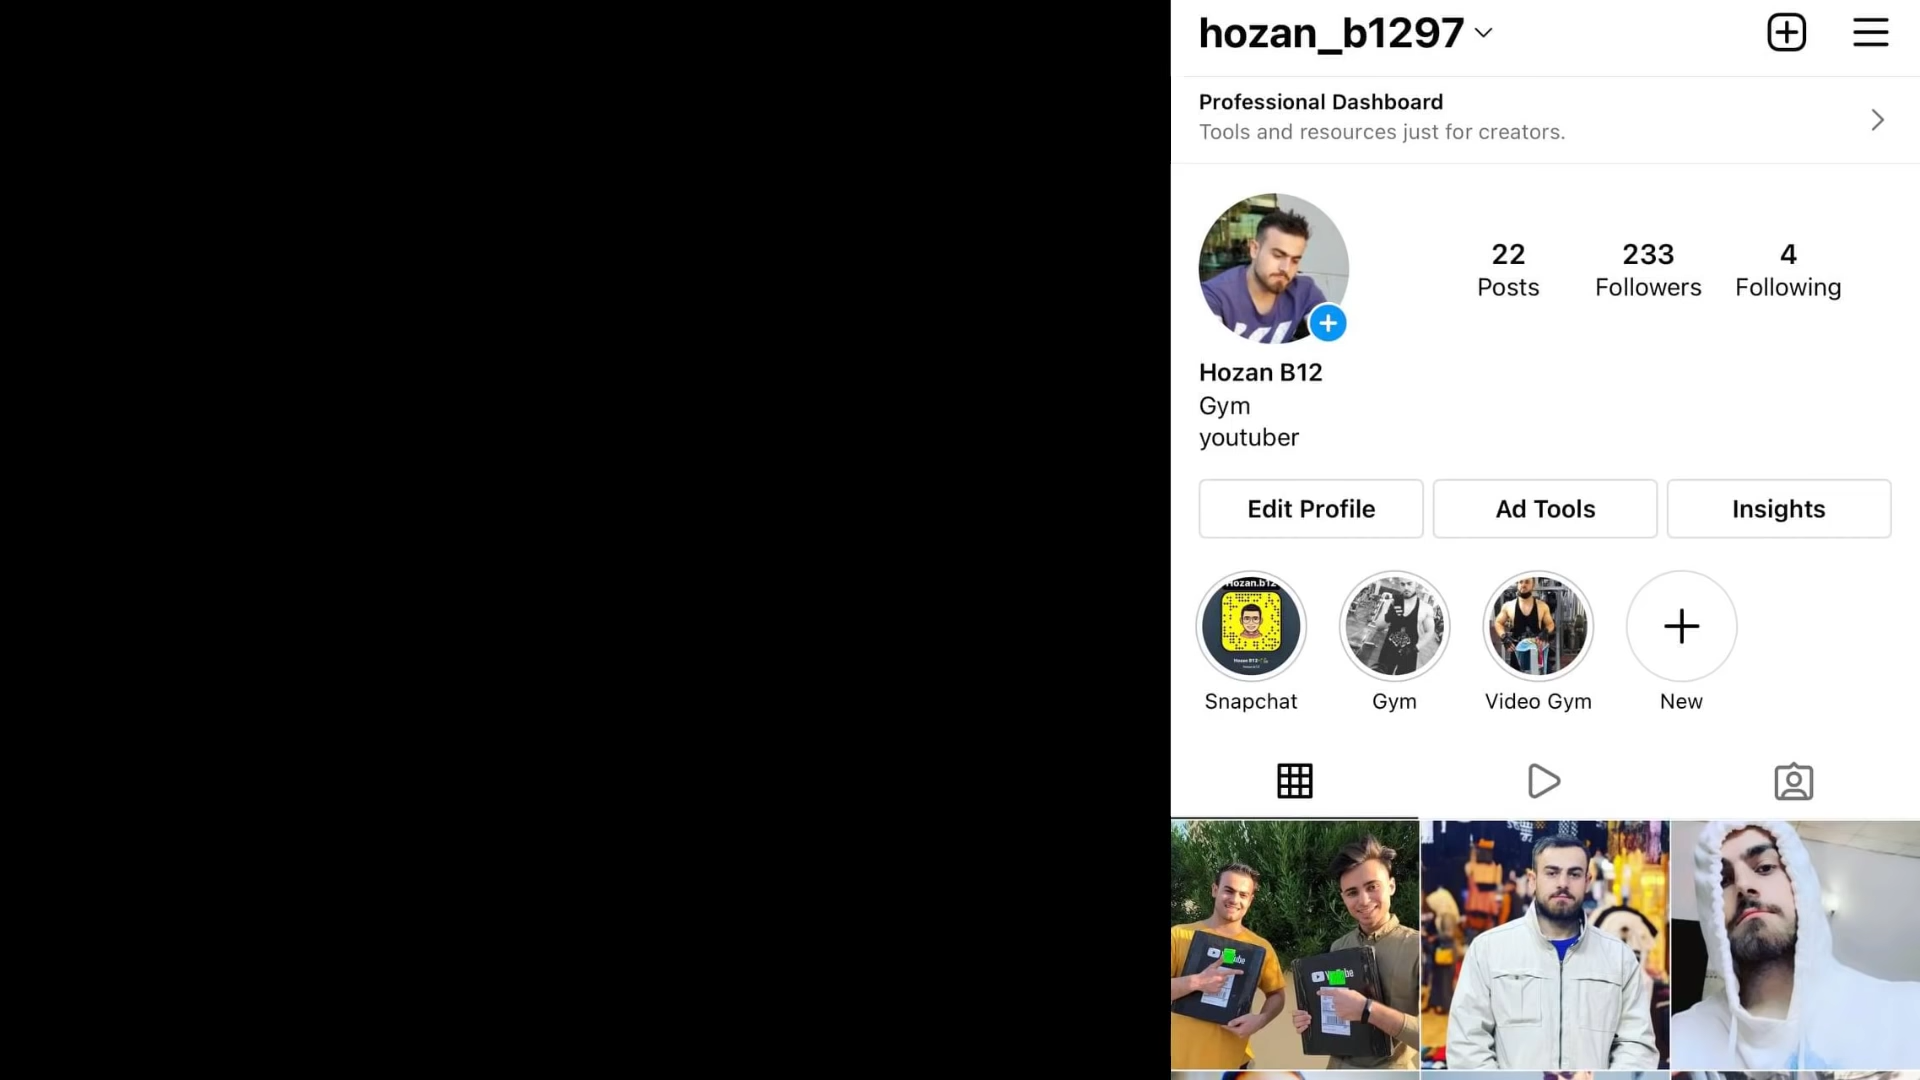 hozan_b1297
Professional Dashboard
Tools and resources just for creators.
22
Posts
233
Followers
4
Following
Hozan B12
Gym
youtuber
Edit Profile
Ad Tools
Insights
Snapchat
Gym
Video Gym
New